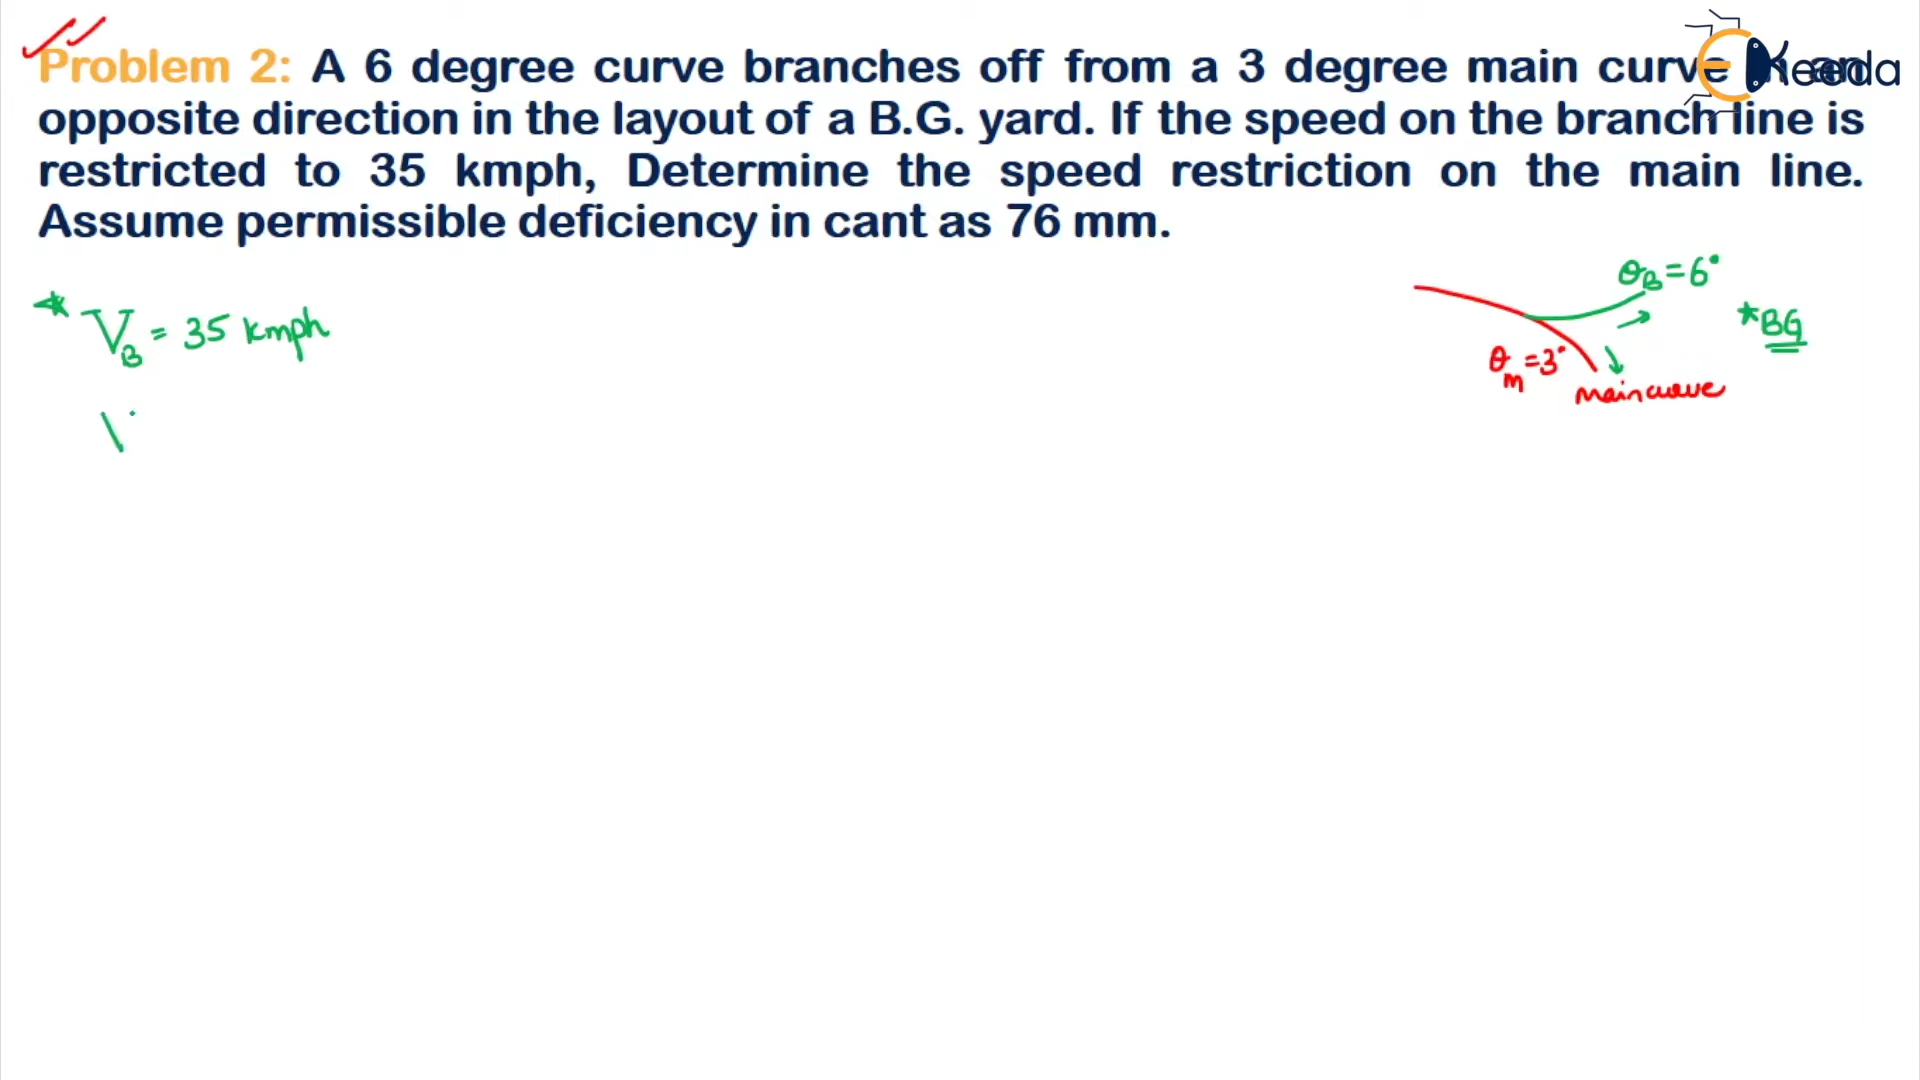 Problem 2: A 6 degree curve branches off from a 3 degree main curve in an
opposite direction in the layout of a B.G. yard. If the speed on the branch line is
restricted to 35 kmph, Determine the speed restriction on the main line.
Assume permissible deficiency in cant as 76 mm.
Keeda
θB = 6°
* VB = 35 kmph
*BG
θm = 3°
main curve